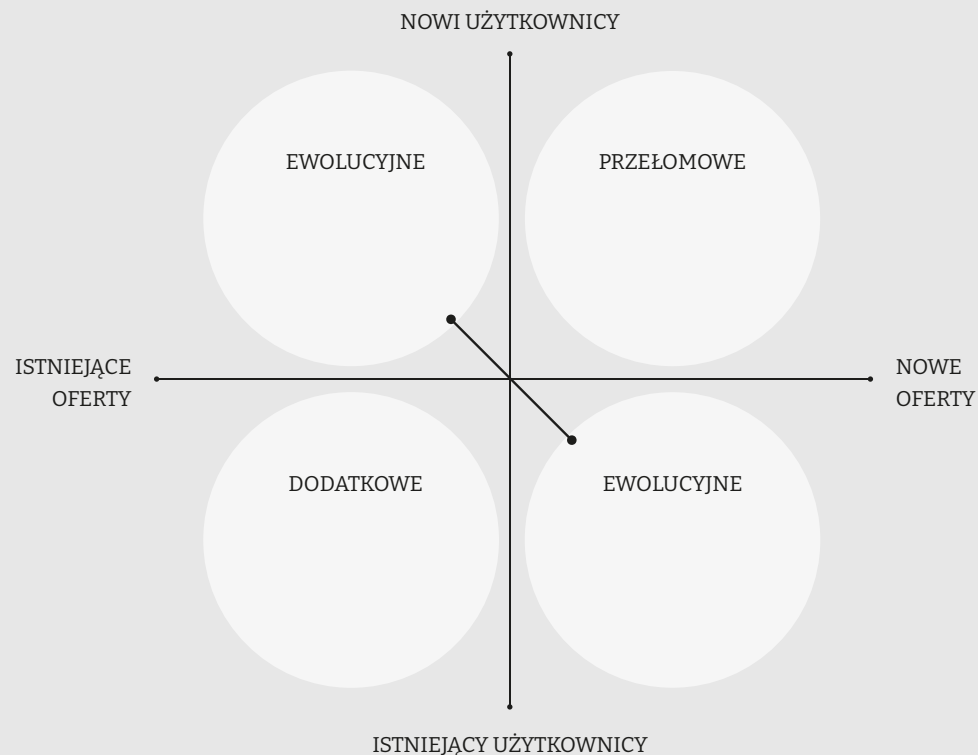 NOWI UŻYTKOWNICY
EWOLUCYJNE
PRZEŁOMOWE
ISTNIEJĄCE
OFERTY
NOWE
OFERTY
DODATKOWE
EWOLUCYJNE
ISTNIEJĄCY UŻYTKOWNICY